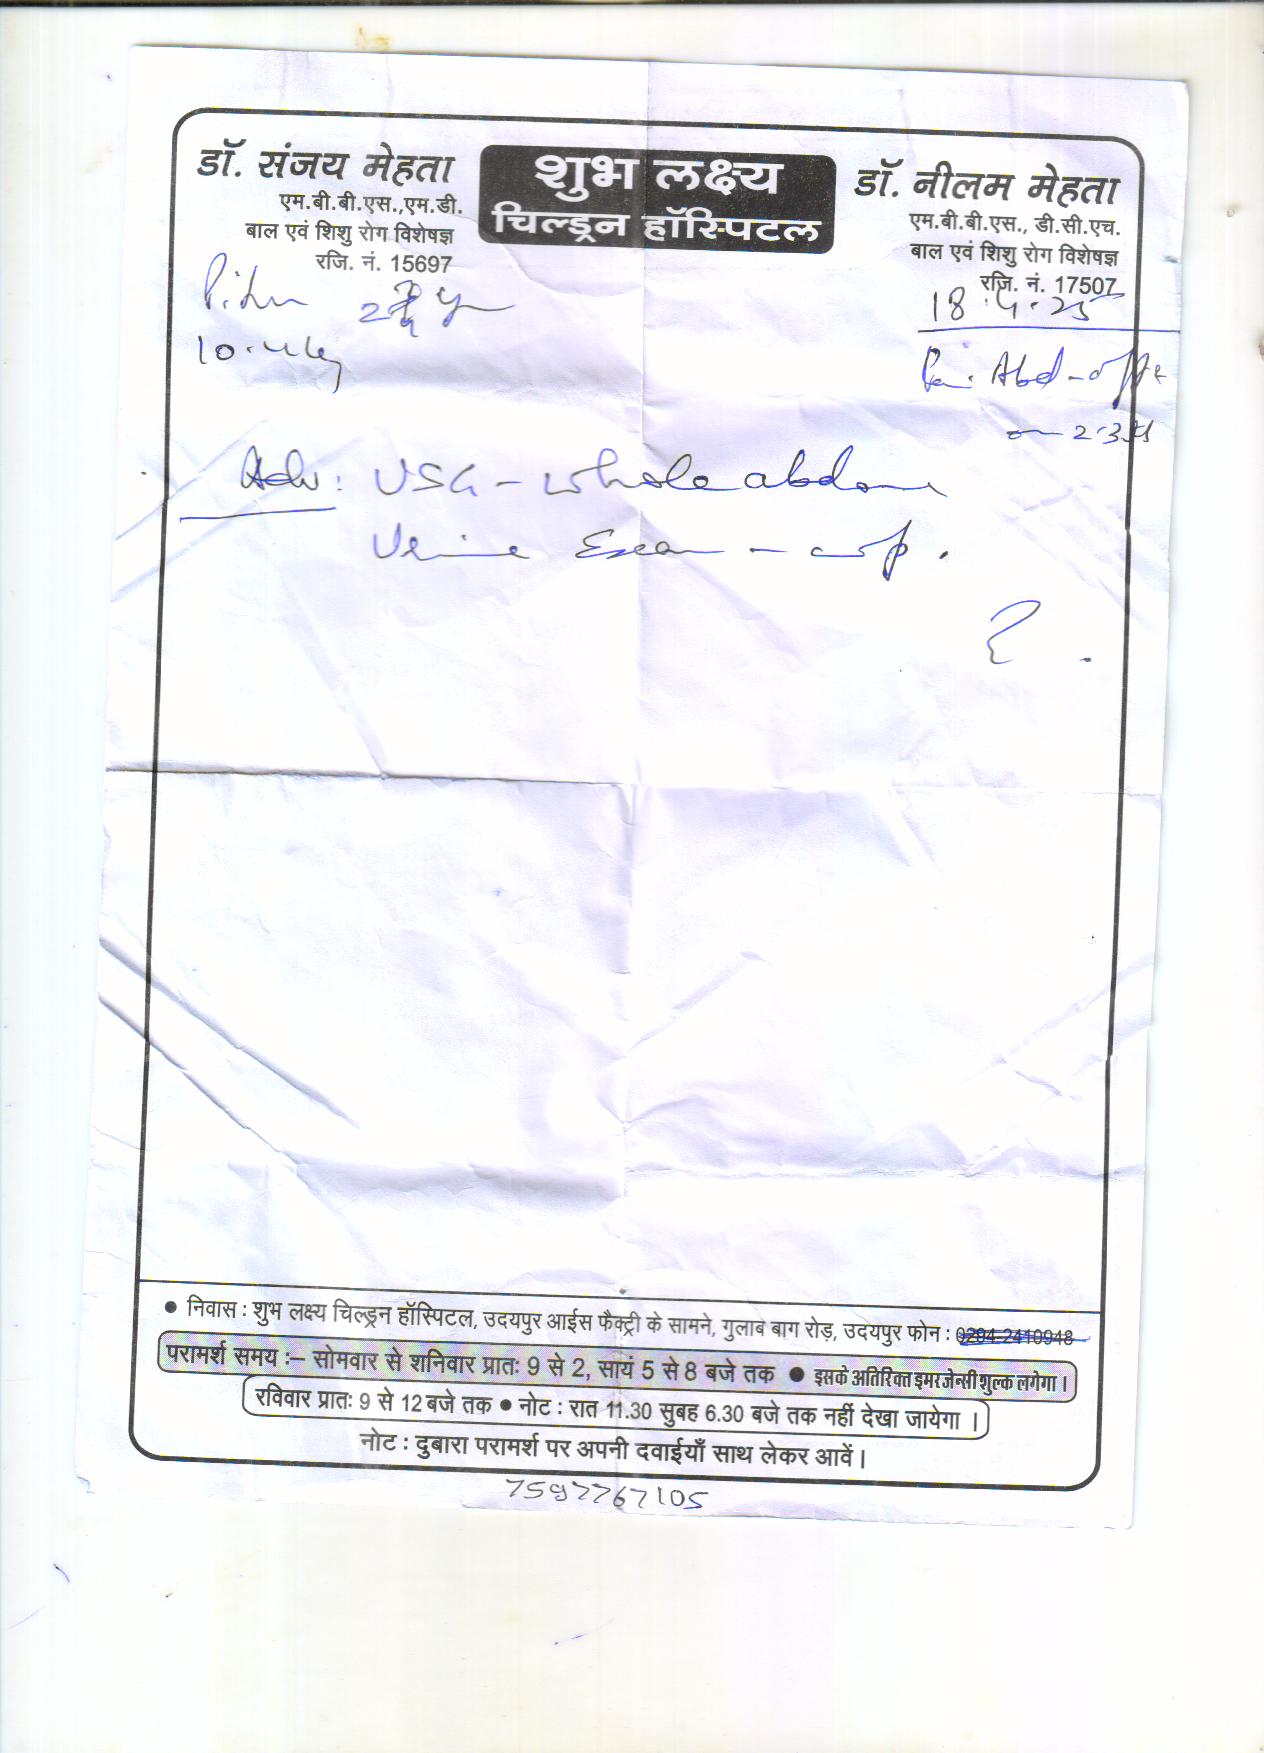 डॉ. संजय मेहता
एम.बी.बी.एस.,एम.डी.
बाल एवं शिशु रोग विशेषज्ञ
रजि. नं. 15697
शुभ लक्ष्य
चिल्ड्रन हॉस्पिटल
डॉ. नीलम मेहता
एम.बी.बी.एस., डी.सी.एच.
बाल एवं शिशु रोग विशेषज्ञ
रजि. नं. 17507
18.4.25
Abd
Adv: USG - whole abdomen
Urine Exam
• निवास : शुभ लक्ष्य चिल्ड्रन हॉस्पिटल, उदयपुर आईस फैक्ट्री के सामने, गुलाब बाग रोड़, उदयपुर फोन : 0294-2410948
परामर्श समय :– सोमवार से शनिवार प्रातः 9 से 2, सायं 5 से 8 बजे तक • इसके अतिरिक्त इमरजेन्सी शुल्क लगेगा।
रविवार प्रातः 9 से 12 बजे तक • नोट : रात 11.30 सुबह 6.30 बजे तक नहीं देखा जायेगा ।
नोट : दुबारा परामर्श पर अपनी दवाईयाँ साथ लेकर आवें।
7597767105